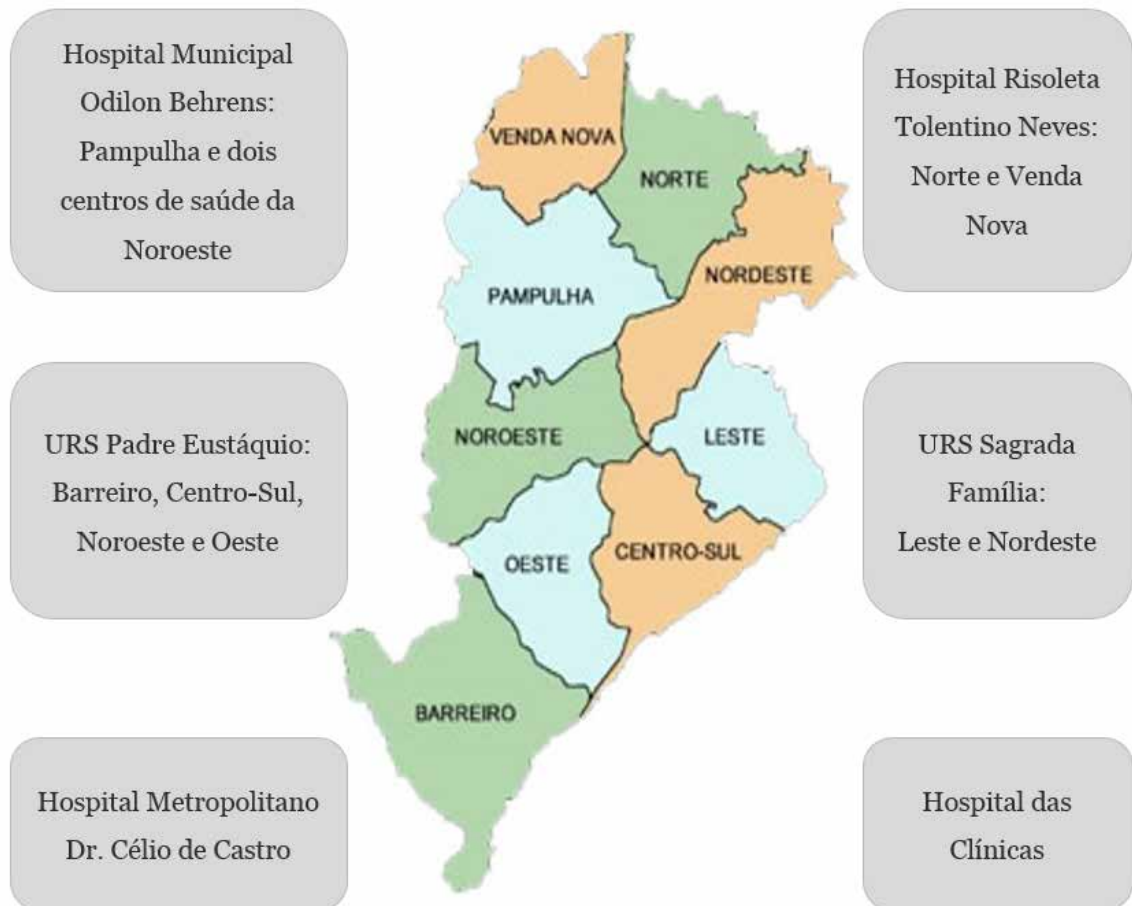 Hospital Municipal
Odilon Behrens:
Pampulha e dois
centros de saúde da
Noroeste
Hospital Risoleta
Tolentino Neves:
Norte e Venda
Nova
VENDA NOVA
NORTE
NORDESTE
PAMPULHA
URS Padre Eustáquio:
Barreiro, Centro-Sul,
Noroeste e Oeste
NOROESTE
LESTE
URS Sagrada
Família:
Leste e Nordeste
OESTE
CENTRO-SUL
BARREIRO
Hospital Metropolitano
Dr. Célio de Castro
Hospital das
Clínicas